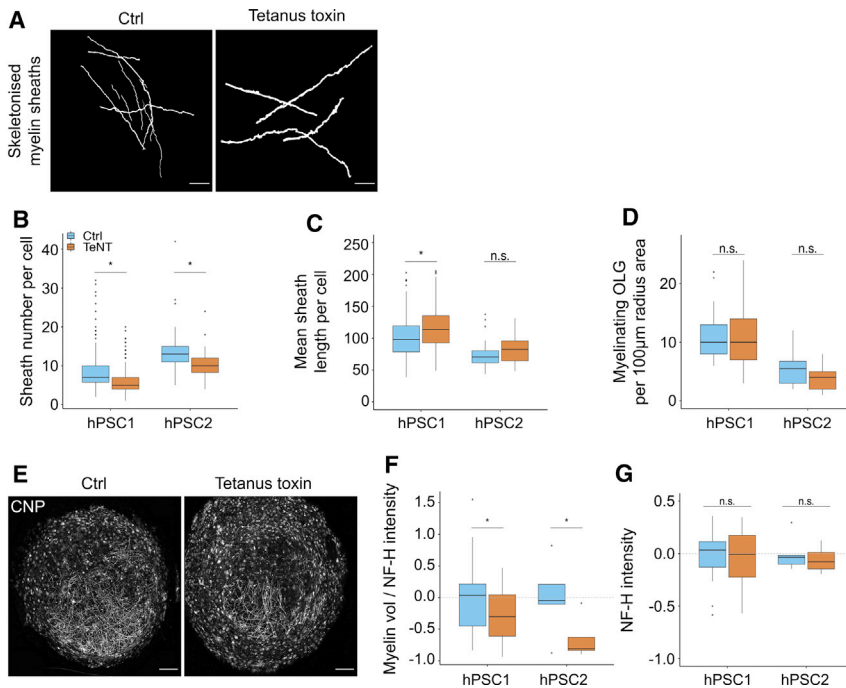 A
Ctrl
Tetanus toxin
Skeletonised
myelin sheaths
B
Sheath number per cell
40
30
20
10
0
Ctrl
TeNT
*
*
hPSC1
hPSC2
C
Mean sheath
length per cell
250
200
150
100
50
0
*
n.s.
hPSC1
hPSC2
D
Myelinating OLG
per 100μm radius area
20
10
0
n.s.
n.s.
hPSC1
hPSC2
E
Ctrl
Tetanus toxin
CNP
F
Myelin vol / NF-H intensity
1.5
1.0
0.5
0.0
-0.5
-1.0
*
*
hPSC1
hPSC2
G
NF-H intensity
0.5
0.0
-0.5
-1.0
n.s.
n.s.
hPSC1
hPSC2